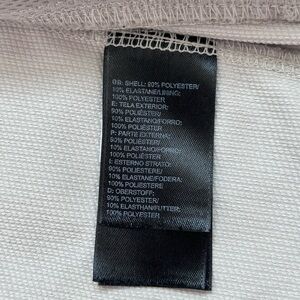 GB: SHELL: 90% POLYESTER/
10% ELASTANE/LINING:
100% POLYESTER
E: TELA EXTERIOR:
90% POLIÉSTER/
10% ELASTANO/FORRO:
100% POLIÉSTER
P: PARTE EXTERNA:
90% POLIÉSTER/
10% ELASTANO/FORRO:
100% POLIÉSTER
I: ESTERNO STRATO:
90% POLIESTERE/
10% ELASTANE/FODERA:
100% POLIESTERE
D: OBERSTOFF:
90% POLYESTER/
10% ELASTHAN/FUTTER:
100% POLYESTER